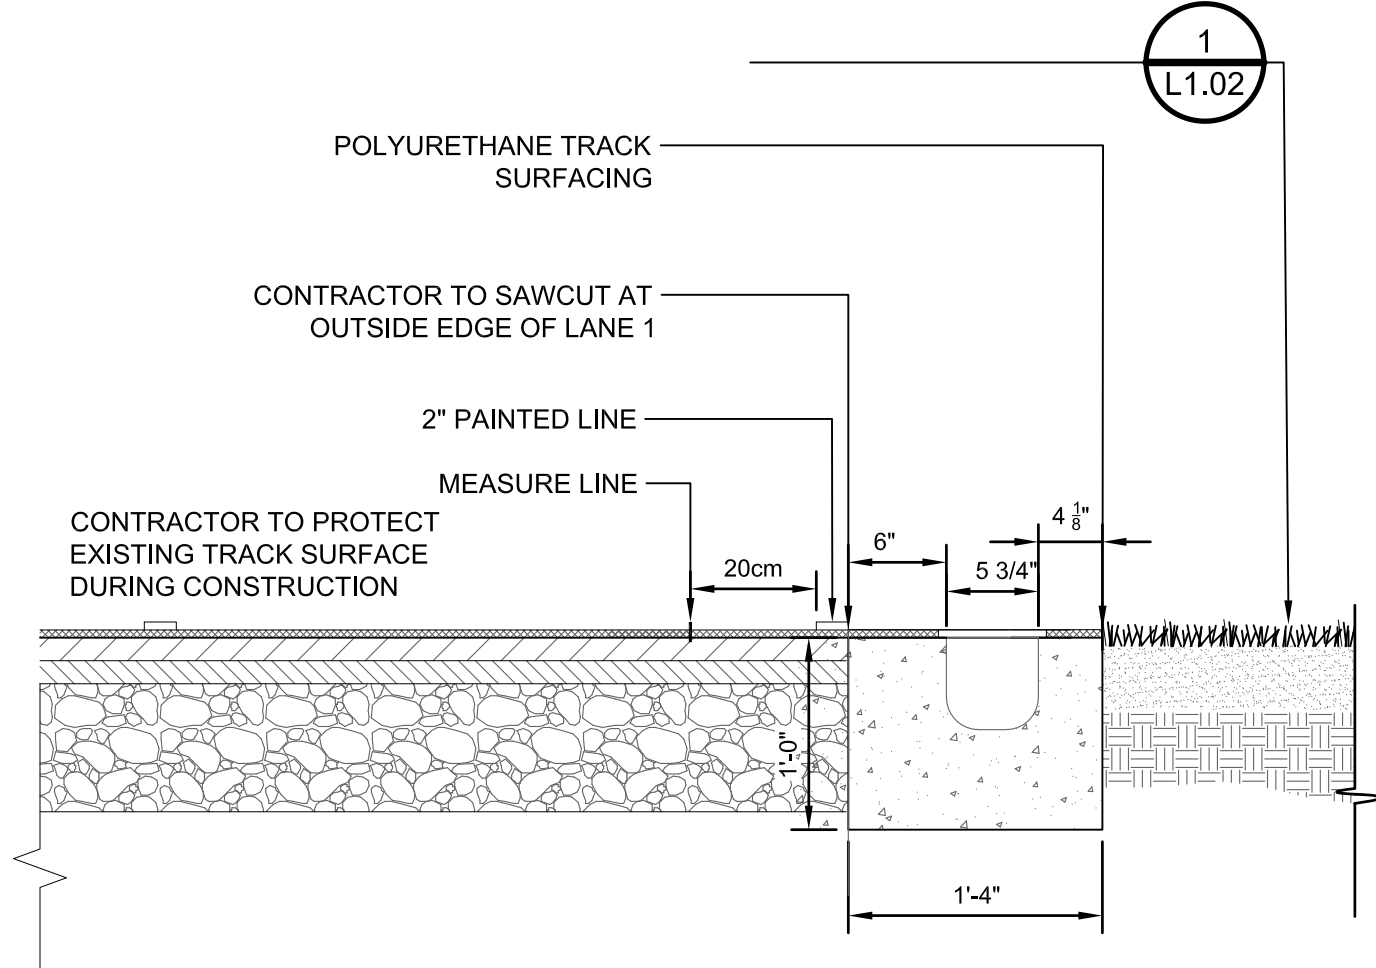 1
L1.02
POLYURETHANE TRACK
SURFACING
CONTRACTOR TO SAWCUT AT
OUTSIDE EDGE OF LANE 1
2" PAINTED LINE
MEASURE LINE
CONTRACTOR TO PROTECT
EXISTING TRACK SURFACE
DURING CONSTRUCTION
20cm
6"
5 3/4"
4 1/8"
1'-0"
1'-4"